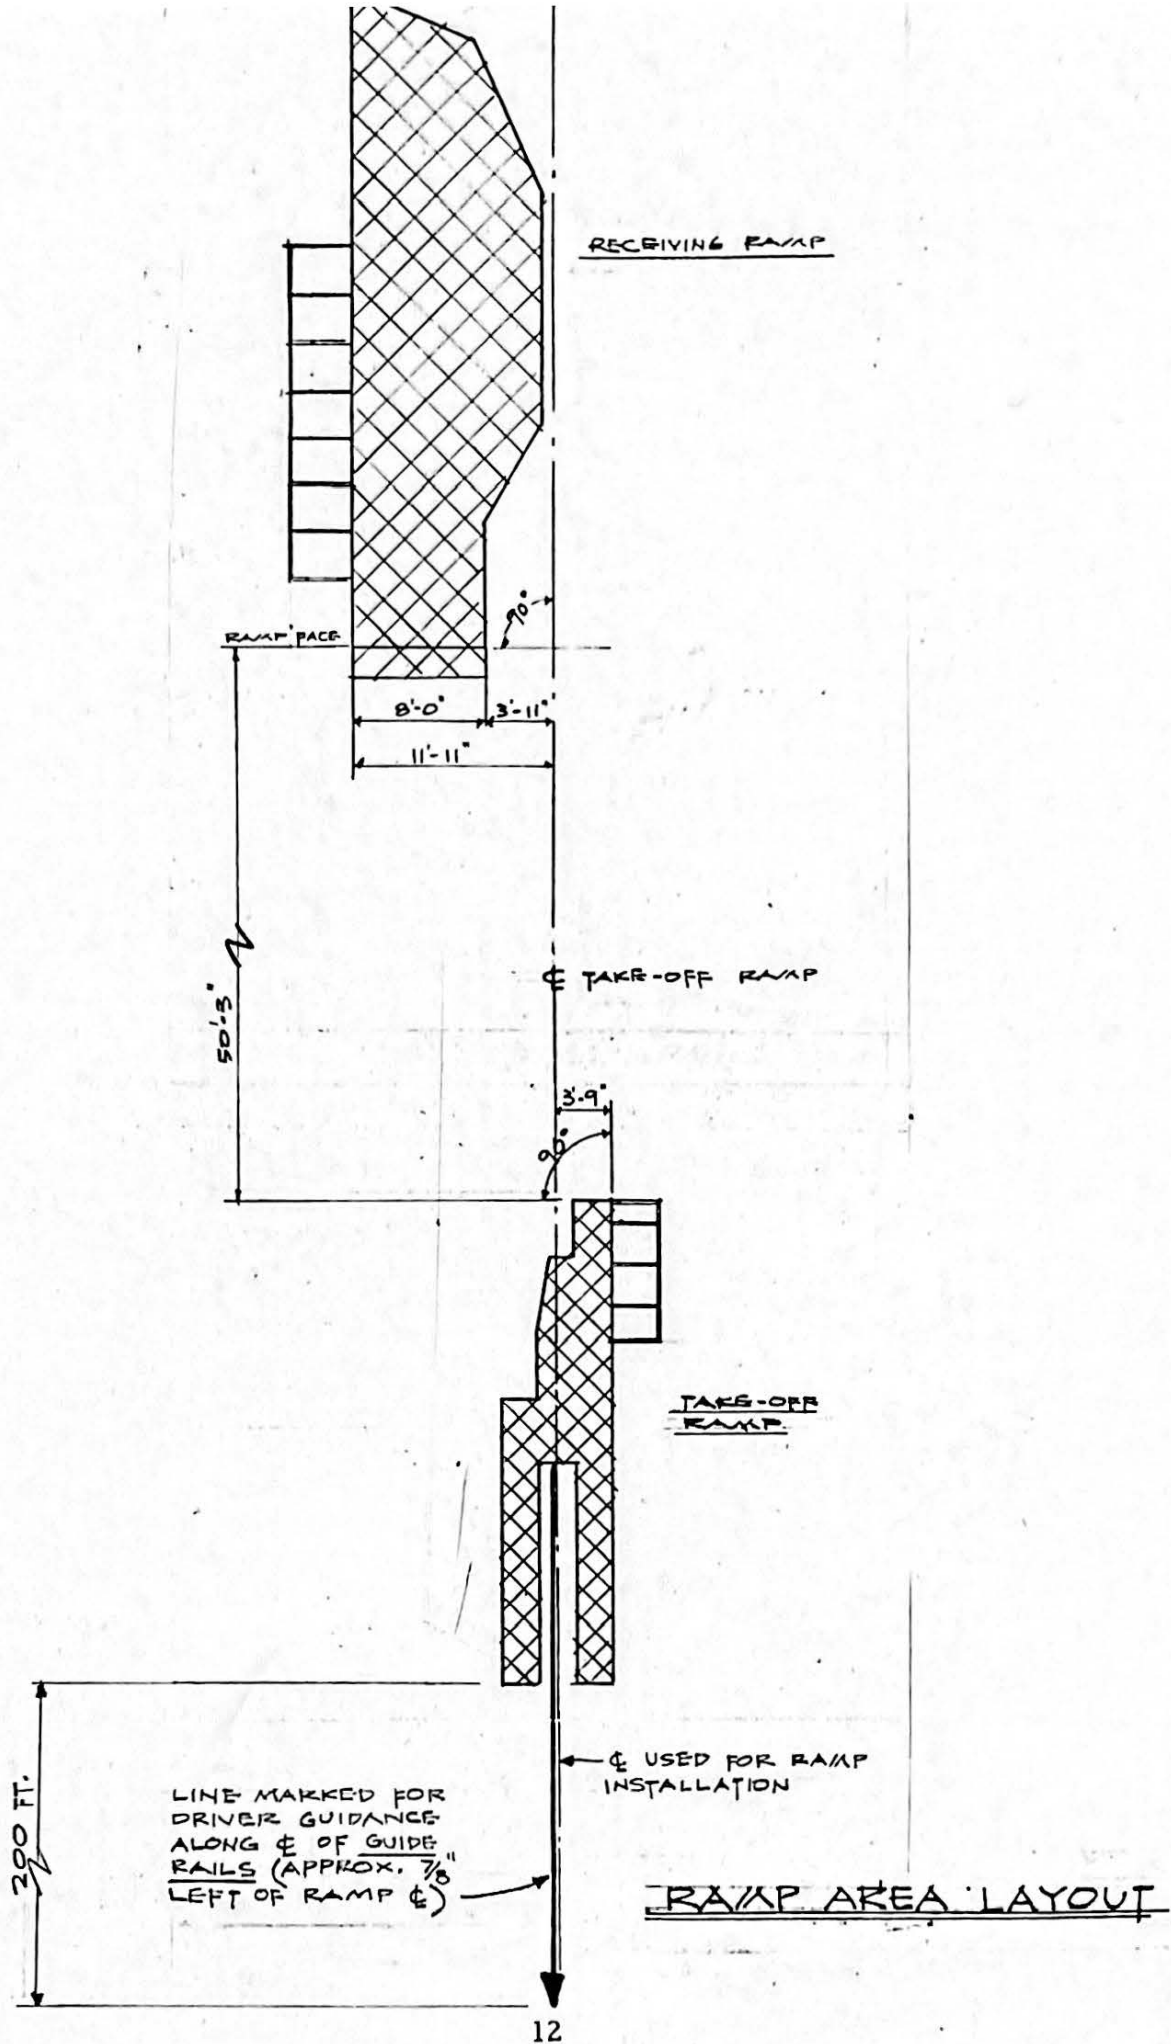 RECEIVING RAMP
90°
RAMP FACE
8'-0"
3'-11"
11'-11"
℄ TAKE-OFF RAMP
50'-3"
3'-9"
90°
TAKE-OFF
RAMP
℄ USED FOR RAMP
INSTALLATION
LINE MARKED FOR
DRIVER GUIDANCE
ALONG ℄ OF GUIDE
RAILS (APPROX. 7/8"
LEFT OF RAMP ℄)
200 FT.
RAMP AREA LAYOUT
12